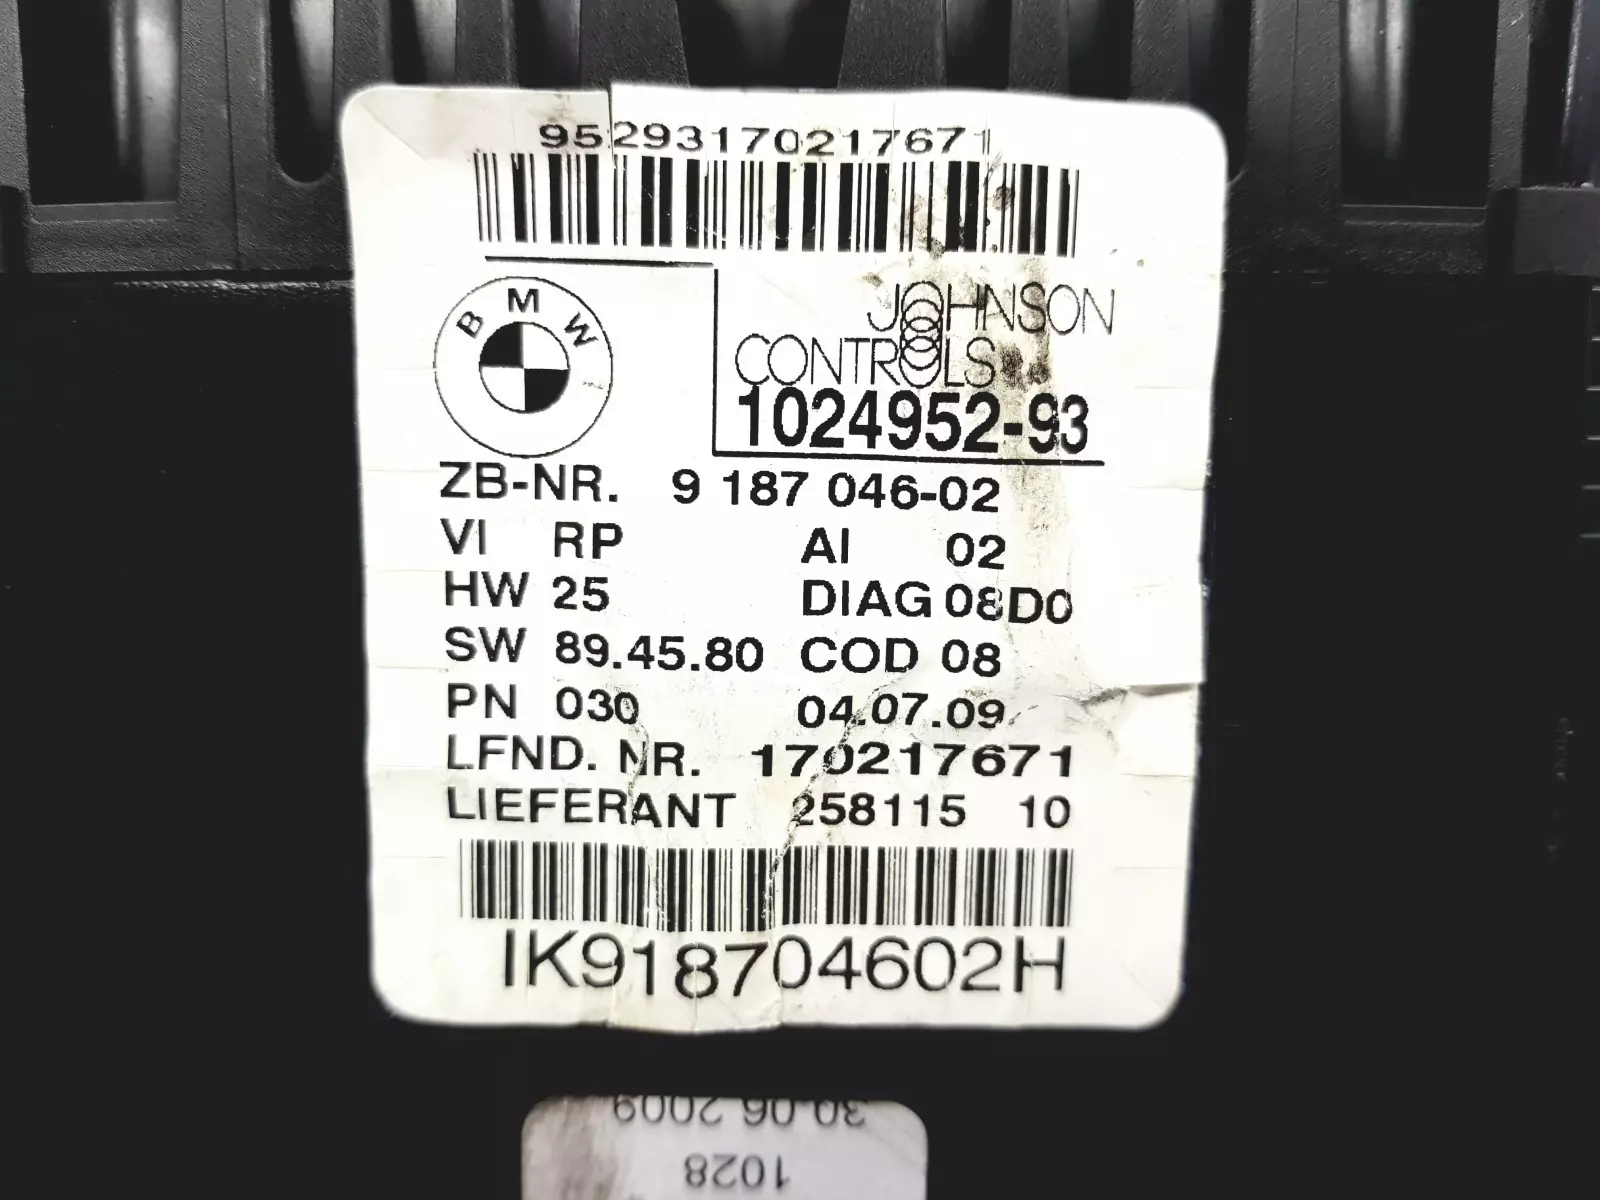 95293170217671
BMW
JOHNSON
CONTROLS
1024952-93
ZB-NR. 9 187 046-02
VI RP AI 02
HW 25 DIAG 08D0
SW 89.45.80 COD 08
PN 030 04.07.09
LFND. NR. 170217671
LIEFERANT 258115 10
IK918704602H
1028
30.06.2009